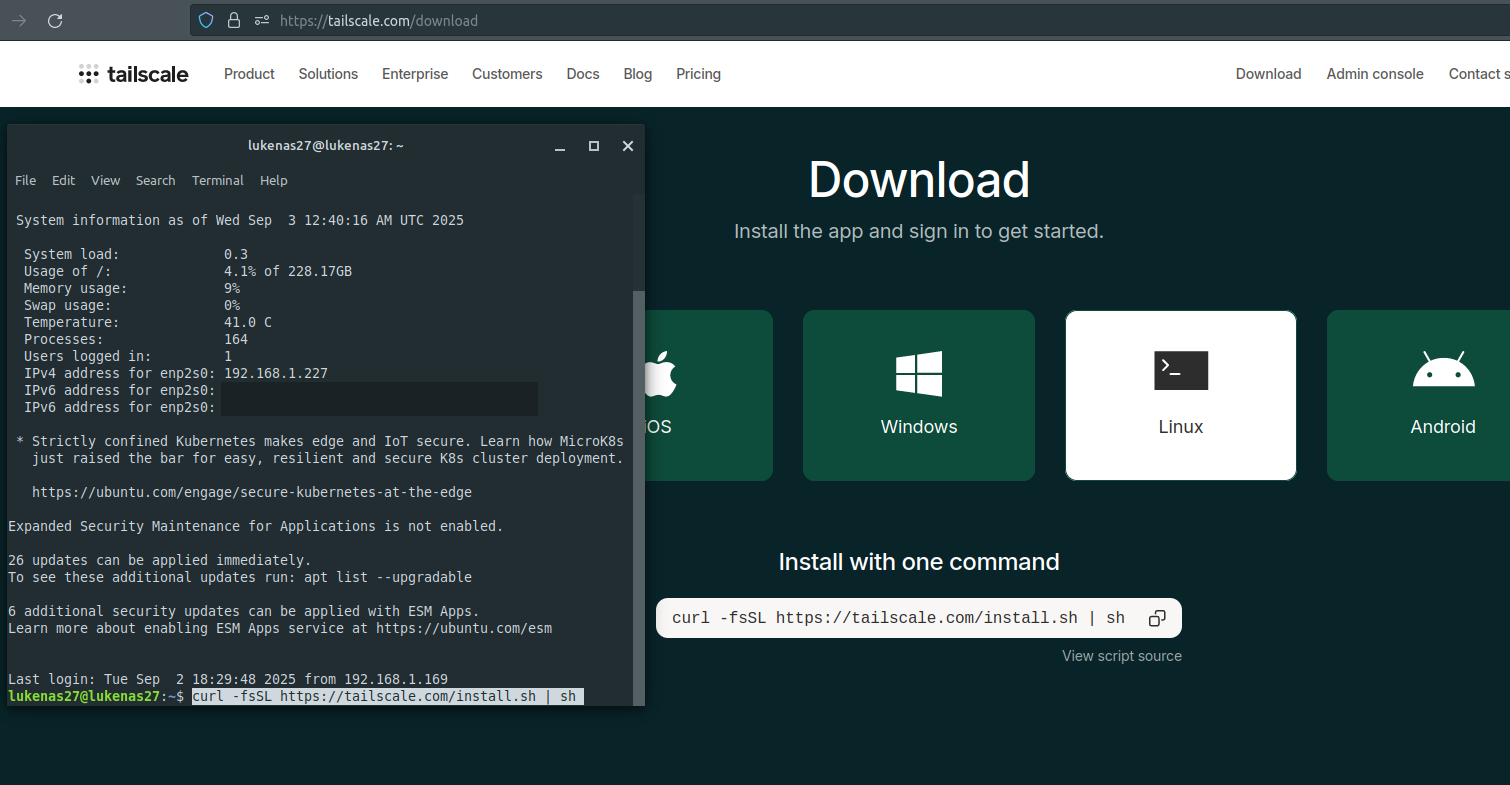 https://tailscale.com/download
tailscale Product Solutions Enterprise Customers Docs Blog Pricing Download Admin console Contact s
lukenas27@lukenas27: ~
File Edit View Search Terminal Help
System information as of Wed Sep  3 12:40:16 AM UTC 2025
System load: 0.3
Usage of /: 4.1% of 228.17GB
Memory usage: 9%
Swap usage: 0%
Temperature: 41.0 C
Processes: 164
Users logged in: 1
IPv4 address for enp2s0: 192.168.1.227
IPv6 address for enp2s0:
IPv6 address for enp2s0:
* Strictly confined Kubernetes makes edge and IoT secure. Learn how MicroK8s
just raised the bar for easy, resilient and secure K8s cluster deployment.
https://ubuntu.com/engage/secure-kubernetes-at-the-edge
Expanded Security Maintenance for Applications is not enabled.
26 updates can be applied immediately.
To see these additional updates run: apt list --upgradable
6 additional security updates can be applied with ESM Apps.
Learn more about enabling ESM Apps service at https://ubuntu.com/esm
Last login: Tue Sep  2 18:29:48 2025 from 192.168.1.169
lukenas27@lukenas27:~$ curl -fsSL https://tailscale.com/install.sh | sh
Download
Install the app and sign in to get started.
iOS
Windows
Linux
Android
Install with one command
curl -fsSL https://tailscale.com/install.sh | sh
View script source